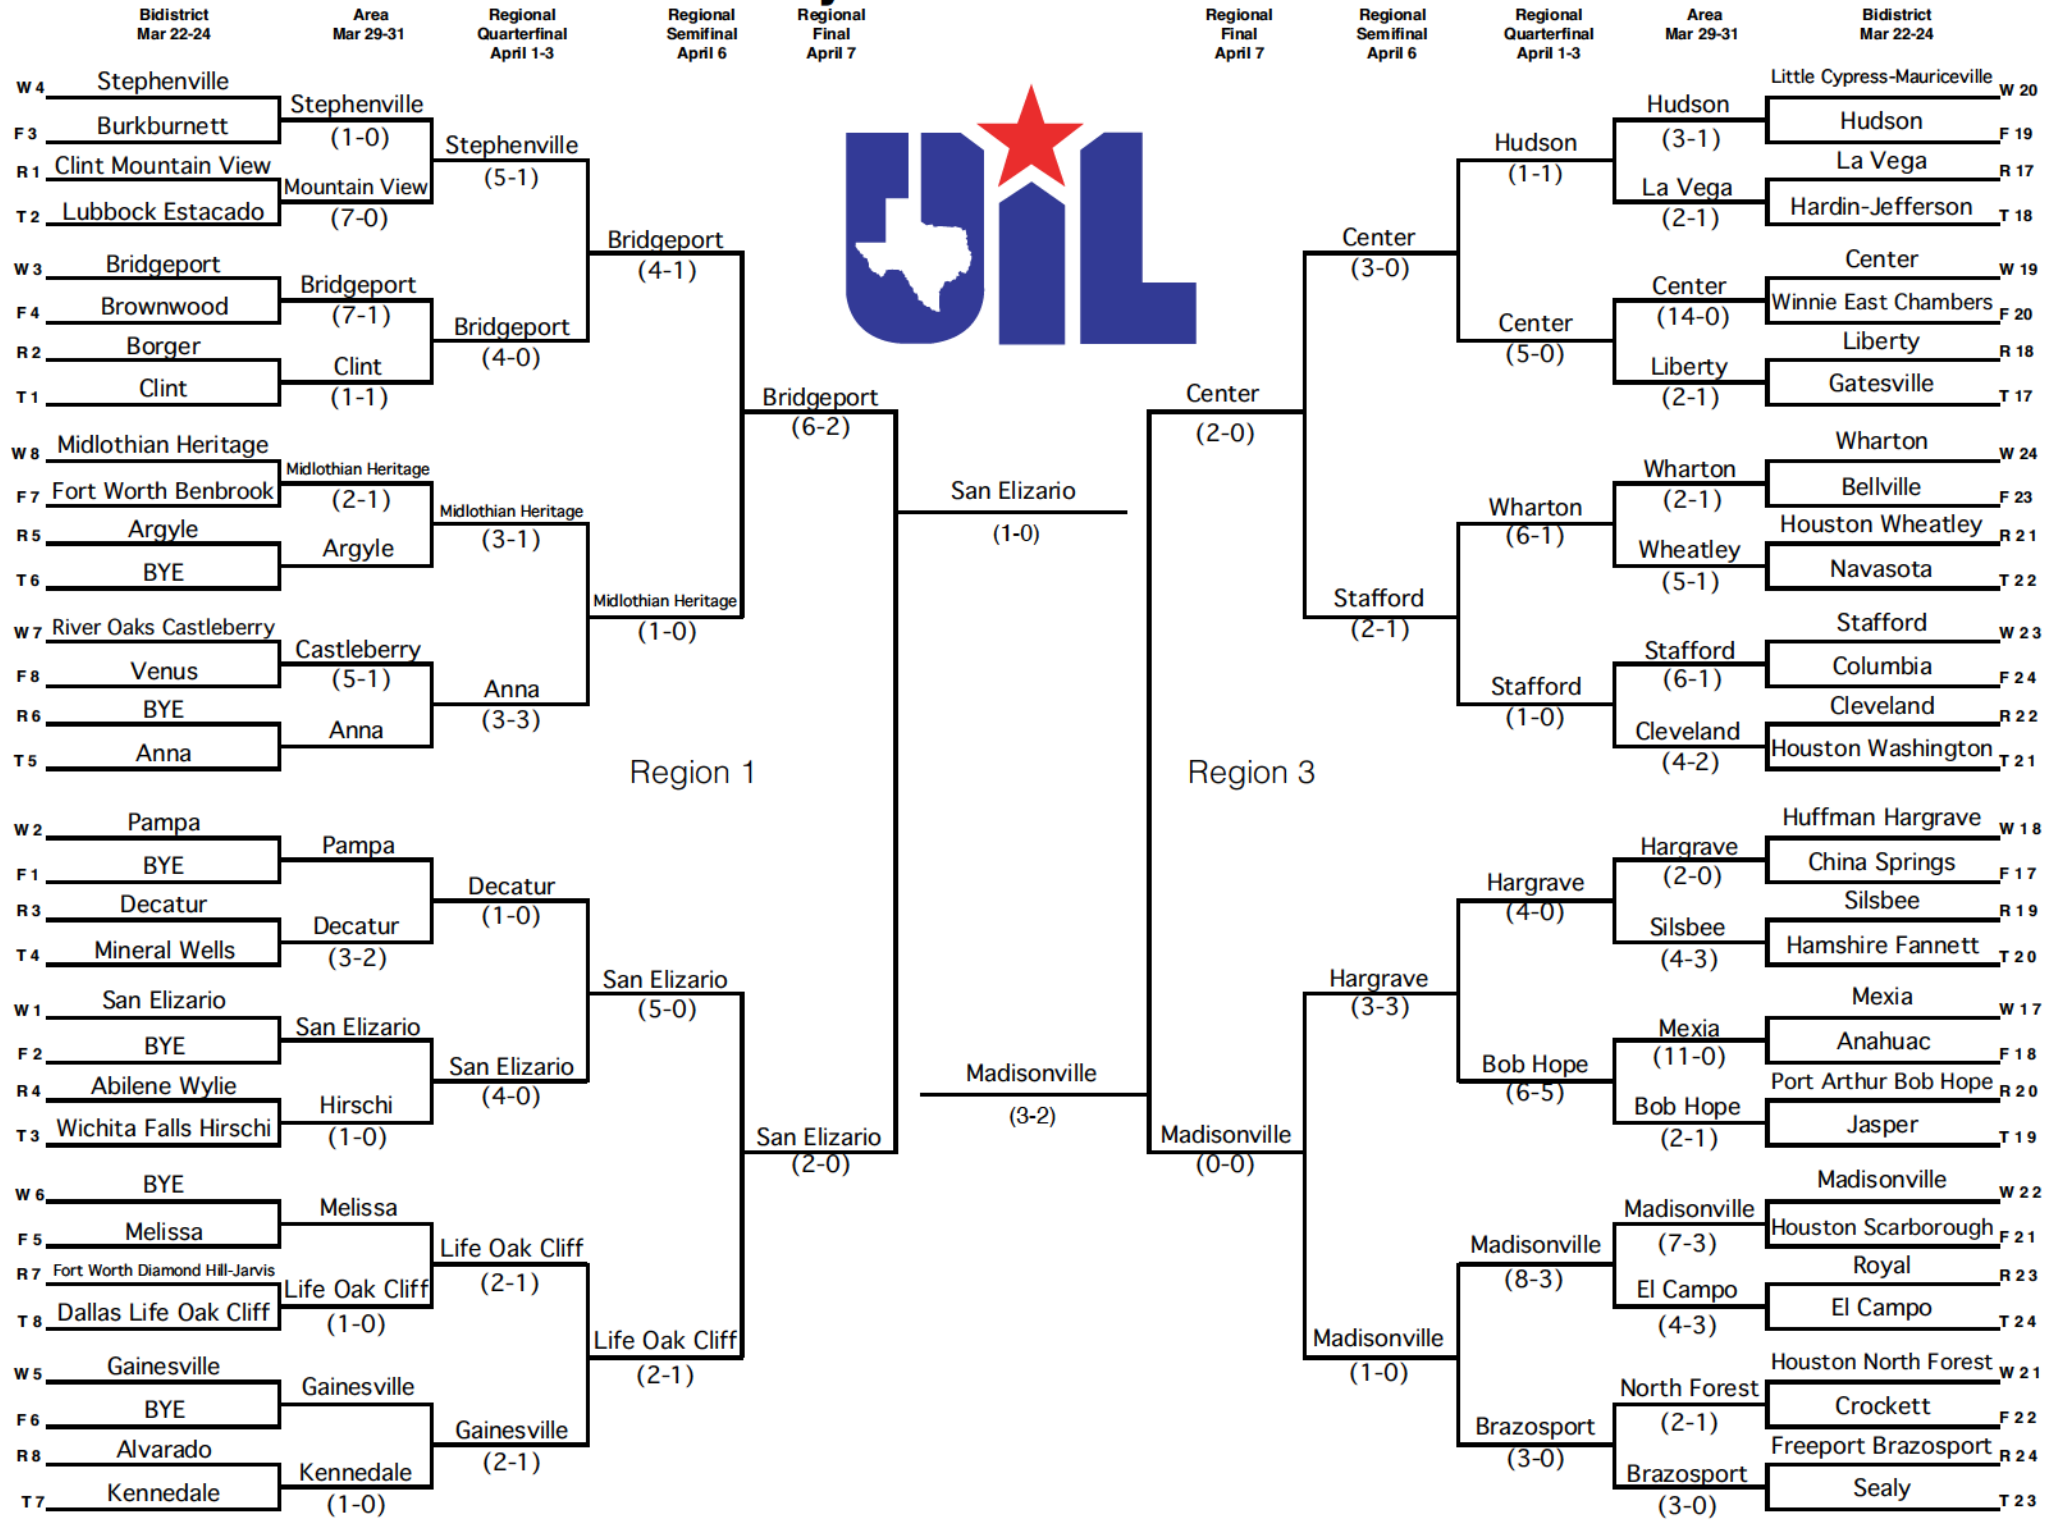 Bidistrict
Mar 22-24
Area
Mar 29-31
Regional
Quarterfinal
April 1-3
Regional
Semifinal
April 6
Regional
Final
April 7
Regional
Final
April 7
Regional
Semifinal
April 6
Regional
Quarterfinal
April 1-3
Area
Mar 29-31
Bidistrict
Mar 22-24
W 4 Stephenville
F 3 Burkburnett
R 1 Clint Mountain View
T 2 Lubbock Estacado
W 3 Bridgeport
F 4 Brownwood
R 2 Borger
T 1 Clint
W 8 Midlothian Heritage
F 7 Fort Worth Benbrook
R 5 Argyle
T 6 BYE
W 7 River Oaks Castleberry
F 8 Venus
R 6 BYE
T 5 Anna
W 2 Pampa
F 1 BYE
R 3 Decatur
T 4 Mineral Wells
W 1 San Elizario
F 2 BYE
R 4 Abilene Wylie
T 3 Wichita Falls Hirschi
W 6 BYE
F 5 Melissa
R 7 Fort Worth Diamond Hill-Jarvis
T 8 Dallas Life Oak Cliff
W 5 Gainesville
F 6 BYE
R 8 Alvarado
T 7 Kennedale
Stephenville
(1-0)
Mountain View
(7-0)
Bridgeport
(7-1)
Clint
(1-1)
Midlothian Heritage
(2-1)
Argyle
Castleberry
(5-1)
Anna
Pampa
Decatur
(3-2)
San Elizario
Hirschi
(1-0)
Melissa
Life Oak Cliff
(1-0)
Gainesville
Kennedale
(1-0)
Stephenville
(5-1)
Bridgeport
(4-0)
Midlothian Heritage
(3-1)
Anna
(3-3)
Decatur
(1-0)
San Elizario
(4-0)
Life Oak Cliff
(2-1)
Gainesville
(2-1)
Bridgeport
(4-1)
Midlothian Heritage
(1-0)
San Elizario
(5-0)
Life Oak Cliff
(2-1)
Bridgeport
(6-2)
San Elizario
(2-0)
Region 1
UIL
San Elizario
(1-0)
Madisonville
(3-2)
Region 3
Center
(2-0)
Madisonville
(0-0)
Center
(3-0)
Stafford
(2-1)
Hargrave
(3-3)
Madisonville
(1-0)
Hudson
(1-1)
Center
(5-0)
Wharton
(6-1)
Stafford
(1-0)
Hargrave
(4-0)
Bob Hope
(6-5)
Madisonville
(8-3)
Brazosport
(3-0)
Hudson
(3-1)
La Vega
(2-1)
Center
(14-0)
Liberty
(2-1)
Wharton
(2-1)
Wheatley
(5-1)
Stafford
(6-1)
Cleveland
(4-2)
Hargrave
(2-0)
Silsbee
(4-3)
Mexia
(11-0)
Bob Hope
(2-1)
Madisonville
(7-3)
El Campo
(4-3)
North Forest
(2-1)
Brazosport
(3-0)
Little Cypress-Mauriceville W 20
Hudson F 19
La Vega R 17
Hardin-Jefferson T 18
Center W 19
Winnie East Chambers F 20
Liberty R 18
Gatesville T 17
Wharton W 24
Bellville F 23
Houston Wheatley R 21
Navasota T 22
Stafford W 23
Columbia F 24
Cleveland R 22
Houston Washington T 21
Huffman Hargrave W 18
China Springs F 17
Silsbee R 19
Hamshire Fannett T 20
Mexia W 17
Anahuac F 18
Port Arthur Bob Hope R 20
Jasper T 19
Madisonville W 22
Houston Scarborough F 21
Royal R 23
El Campo T 24
Houston North Forest W 21
Crockett F 22
Freeport Brazosport R 24
Sealy T 23